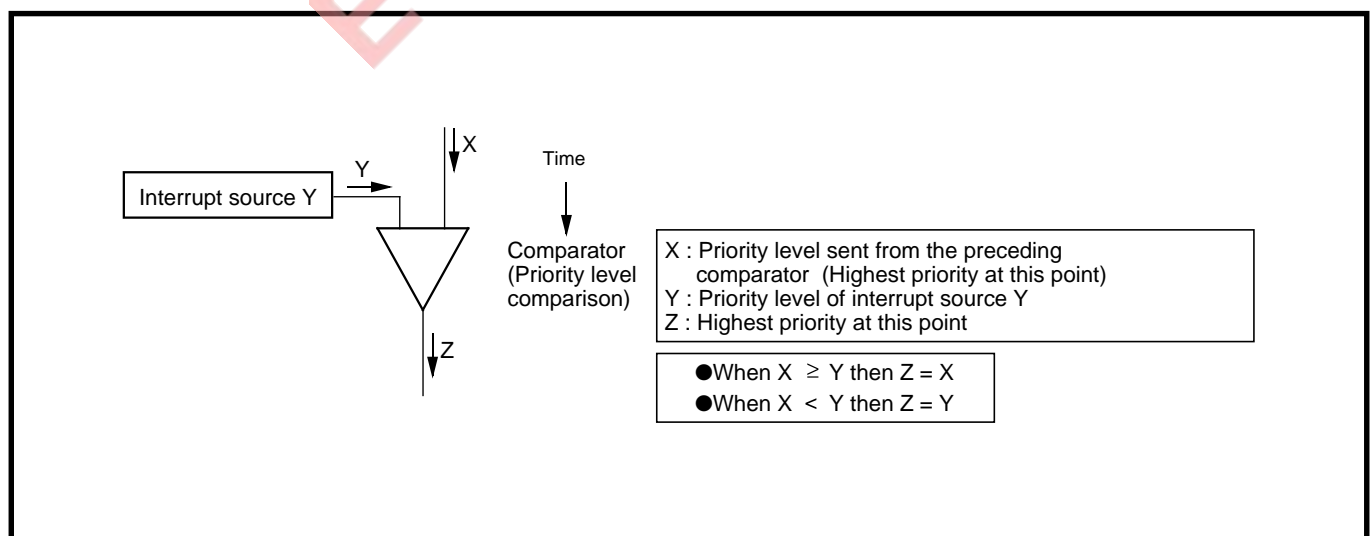 X
Y
Time
Interrupt source Y
Comparator
(Priority level
comparison)
X : Priority level sent from the preceding
comparator (Highest priority at this point)
Y : Priority level of interrupt source Y
Z : Highest priority at this point
Z
●When X ≥ Y then Z = X
●When X < Y then Z = Y